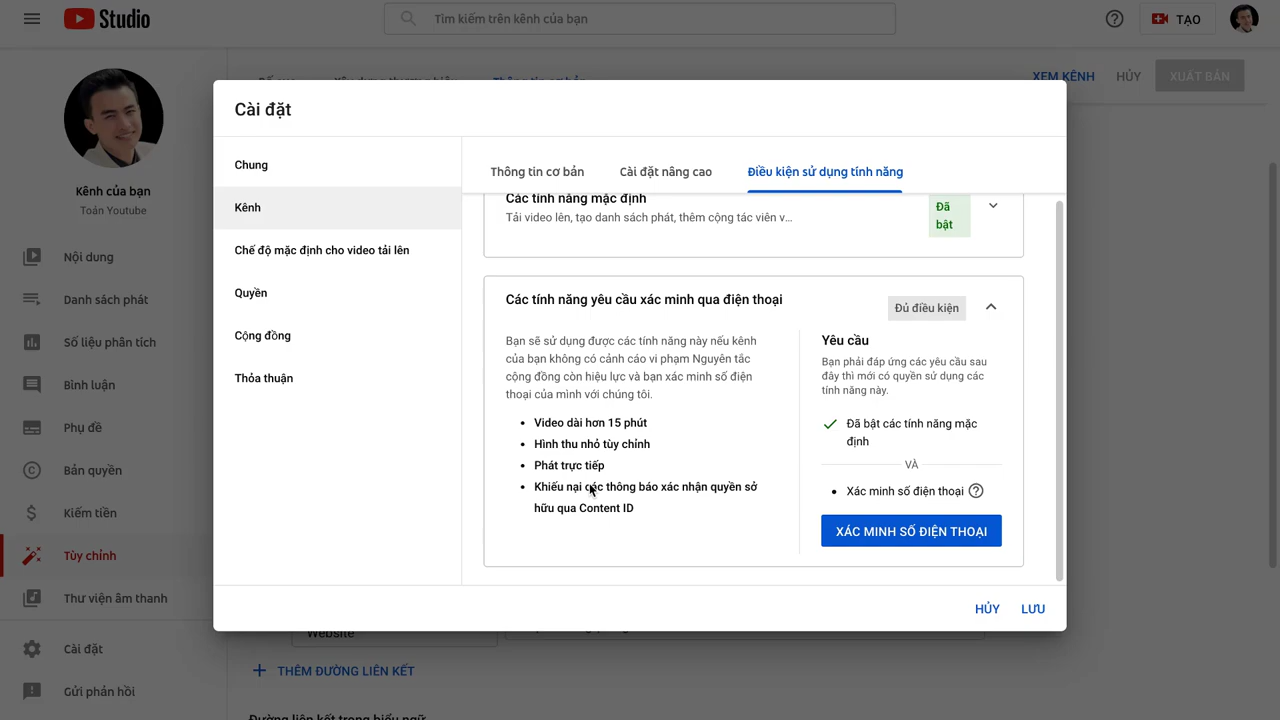 Studio
Tìm kiếm trên kênh của bạn
TẠO
XEM KÊNH
HỦY
XUẤT BẢN
Kênh của bạn
Toán Youtube
Nội dung
Danh sách phát
Số liệu phân tích
Bình luận
Phụ đề
Bản quyền
Kiếm tiền
Tùy chỉnh
Thư viện âm thanh
Cài đặt
Gửi phản hồi
Cài đặt
Chung
Kênh
Chế độ mặc định cho video tải lên
Quyền
Cộng đồng
Thỏa thuận
Thông tin cơ bản
Cài đặt nâng cao
Điều kiện sử dụng tính năng
Các tính năng mặc định
Tải video lên, tạo danh sách phát, thêm cộng tác viên v...
Đã
bật
Các tính năng yêu cầu xác minh qua điện thoại
Đủ điều kiện
Bạn sẽ sử dụng được các tính năng này nếu kênh
của bạn không có cảnh cáo vi phạm Nguyên tắc
cộng đồng còn hiệu lực và bạn xác minh số điện
thoại của mình với chúng tôi.
• Video dài hơn 15 phút
• Hình thu nhỏ tùy chỉnh
• Phát trực tiếp
• Khiếu nại các thông báo xác nhận quyền sở
hữu qua Content ID
Yêu cầu
Bạn phải đáp ứng các yêu cầu sau
đây thì mới có quyền sử dụng các
tính năng này.
Đã bật các tính năng mặc
định
VÀ
• Xác minh số điện thoại
XÁC MINH SỐ ĐIỆN THOẠI
HỦY
LƯU
Website
THÊM ĐƯỜNG LIÊN KẾT
Đường liên kết trong biểu ngữ